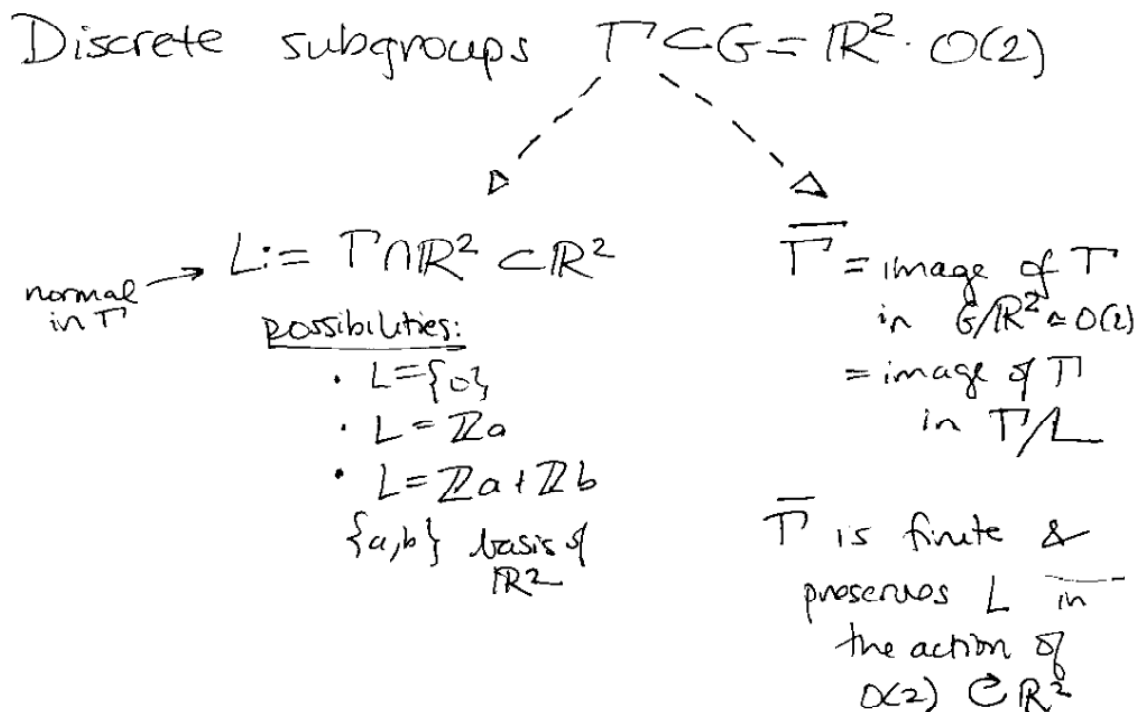 Discrete subgroups Γ ⊂ G = ℝ² · O(2)
L := Γ ∩ ℝ² ⊂ ℝ²
normal
in Γ
possibilities:
· L = {0}
· L = ℤa
· L = ℤa + ℤb
{a,b} basis of
ℝ²
Γ̅ = image of Γ
in G/ℝ² ≃ O(2)
= image of Γ
in Γ/L
Γ̅ is finite &
preserves L in
the action of
O(2) ↻ ℝ²